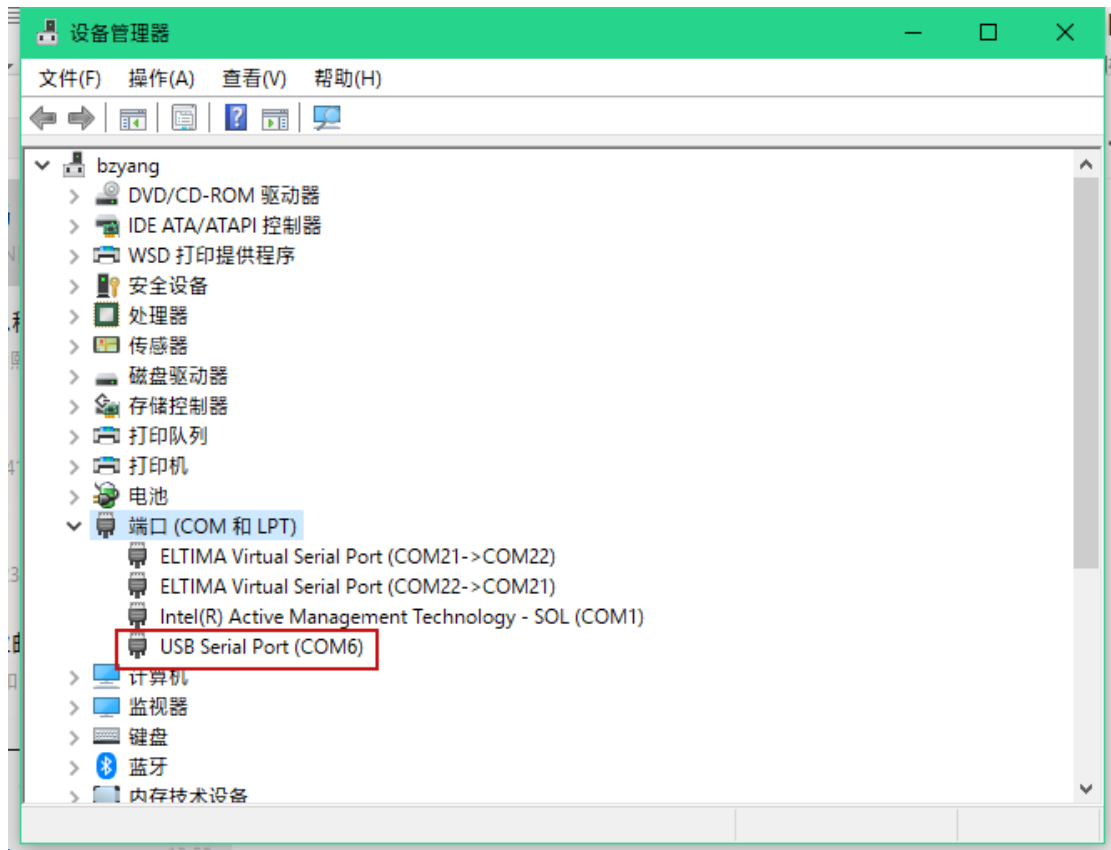 设备管理器
文件(F) 操作(A) 查看(V) 帮助(H)
bzyang
DVD/CD-ROM 驱动器
IDE ATA/ATAPI 控制器
WSD 打印提供程序
安全设备
处理器
传感器
磁盘驱动器
存储控制器
打印队列
打印机
电池
端口 (COM 和 LPT)
ELTIMA Virtual Serial Port (COM21->COM22)
ELTIMA Virtual Serial Port (COM22->COM21)
Intel(R) Active Management Technology - SOL (COM1)
USB Serial Port (COM6)
计算机
监视器
键盘
蓝牙
内存技术设备